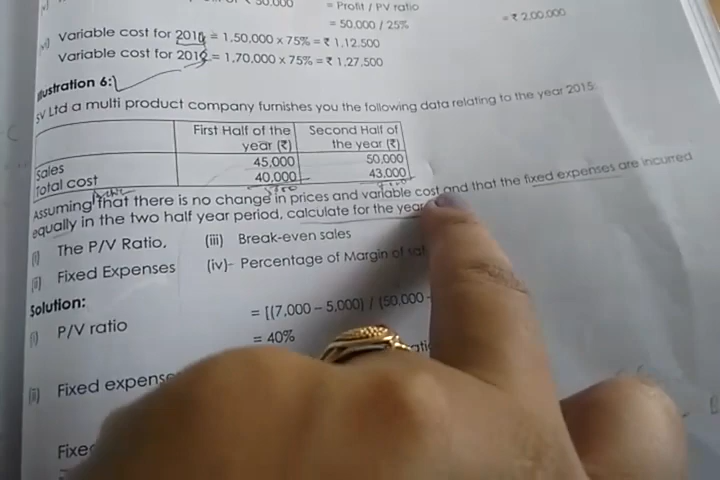 50,000 = Profit / PV ratio
= 50,000 / 25% = ₹ 2,00,000
Variable cost for 2015 = 1,50,000 x 75% = ₹ 1,12,500
Variable cost for 2016 = 1,70,000 x 75% = ₹ 1,27,500
Illustration 6:
SV Ltd a multi product company furnishes you the following data relating to the year 2015:
First Half of the Second Half of
year (₹) the year (₹)
Sales 45,000 50,000
Total cost 40,000 43,000
Assuming that there is no change in prices and variable cost and that the fixed expenses are incurred
equally in the two half year period, calculate for the year
(i) The P/V Ratio, (iii) Break-even sales
(ii) Fixed Expenses (iv)- Percentage of Margin of
Solution:
(i) P/V ratio = [(7,000 – 5,000) / (50,000
= 40%
(ii) Fixed